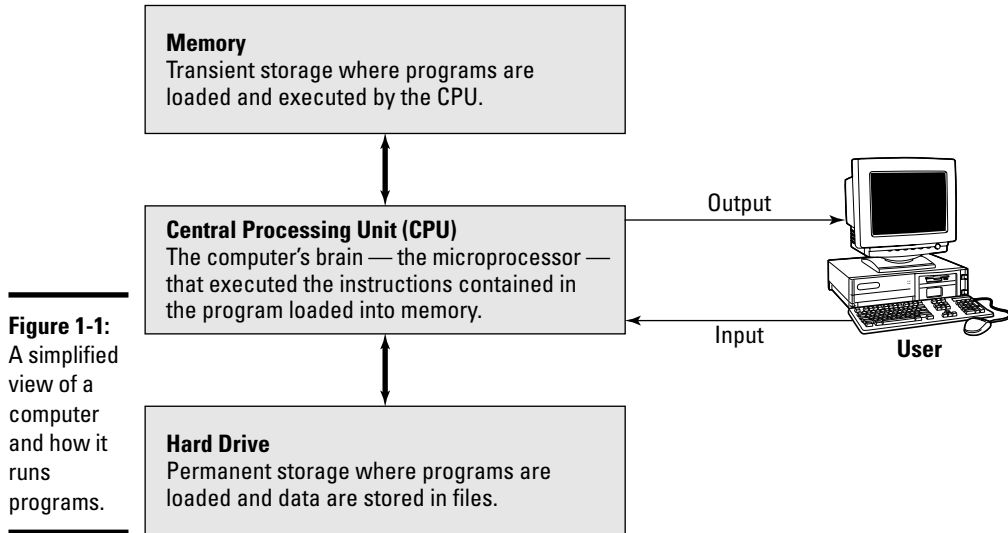 Memory
Transient storage where programs are
loaded and executed by the CPU.
Output
Central Processing Unit (CPU)
The computer's brain — the microprocessor —
that executed the instructions contained in
the program loaded into memory.
Input
User
Figure 1-1:
A simplified
view of a
computer
and how it
runs
programs.
Hard Drive
Permanent storage where programs are
loaded and data are stored in files.